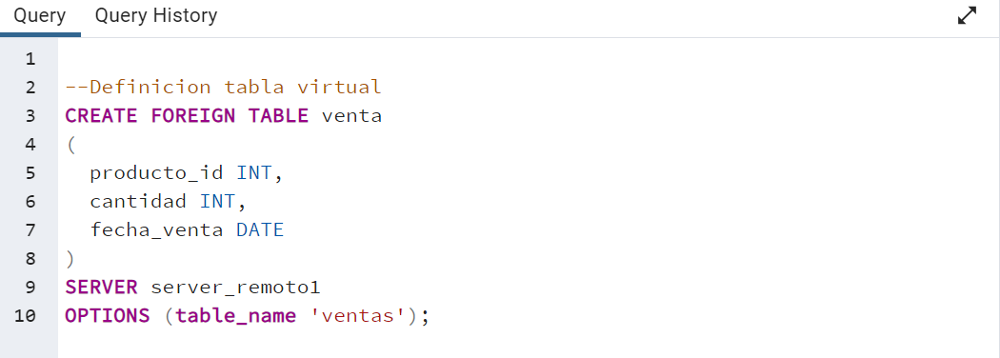 Query Query History
1
2 --Definicion tabla virtual
3 CREATE FOREIGN TABLE venta
4 (
5 producto_id INT,
6 cantidad INT,
7 fecha_venta DATE
8 )
9 SERVER server_remoto1
10 OPTIONS (table_name 'ventas');